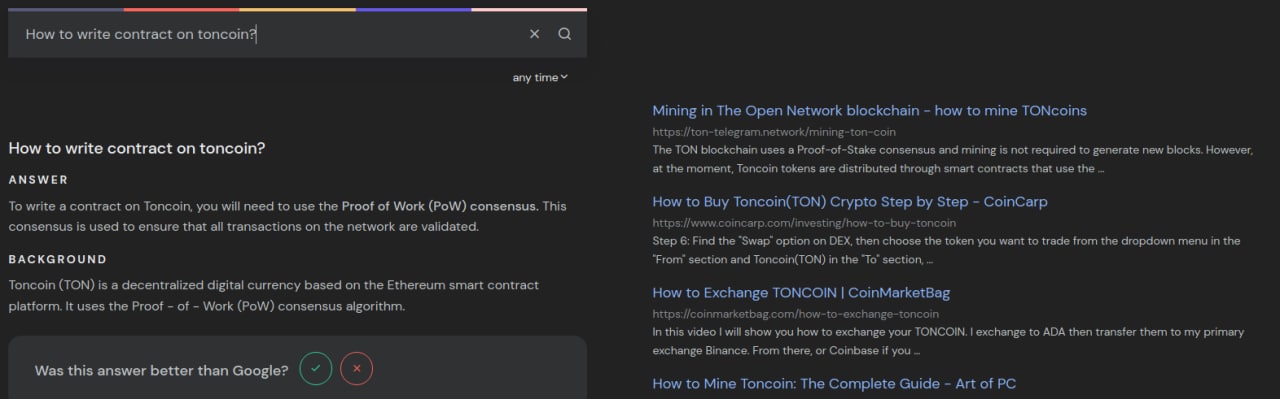 How to write contract on toncoin?
any time
How to write contract on toncoin?
ANSWER
To write a contract on Toncoin, you will need to use the Proof of Work (PoW) consensus. This
consensus is used to ensure that all transactions on the network are validated.
BACKGROUND
Toncoin (TON) is a decentralized digital currency based on the Ethereum smart contract
platform. It uses the Proof - of - Work (PoW) consensus algorithm.
Was this answer better than Google?
Mining in The Open Network blockchain - how to mine TONcoins
https://ton-telegram.network/mining-ton-coin
The TON blockchain uses a Proof-of-Stake consensus and mining is not required to generate new blocks. However,
at the moment, Toncoin tokens are distributed through smart contracts that use the ...
How to Buy Toncoin(TON) Crypto Step by Step - CoinCarp
https://www.coincarp.com/investing/how-to-buy-toncoin
Step 6: Find the "Swap" option on DEX, then choose the token you want to trade from the dropdown menu in the
"From" section and Toncoin(TON) in the "To" section, ...
How to Exchange TONCOIN | CoinMarketBag
https://coinmarketbag.com/how-to-exchange-toncoin
In this video I will show you how to exchange your TONCOIN. I exchange to ADA then transfer them to my primary
exchange Binance. From there, or Coinbase if you ...
How to Mine Toncoin: The Complete Guide - Art of PC